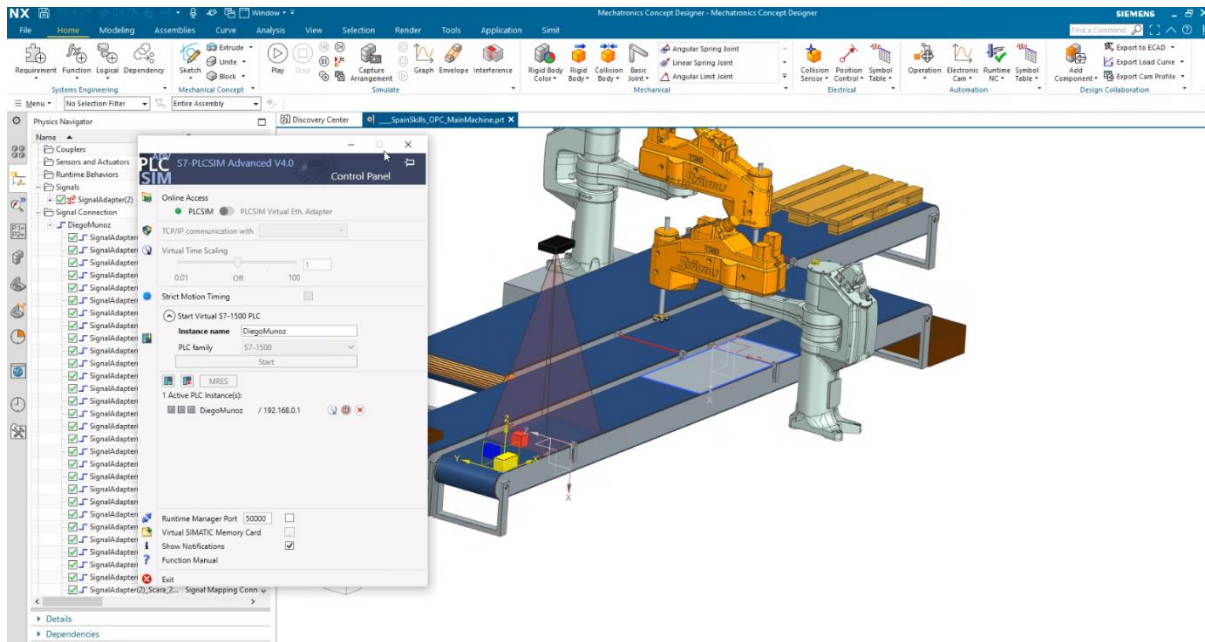 NX
Window
Mechatronics Concept Designer - Mechatronics Concept Designer
SIEMENS
File Home Modeling Assemblies Curve Analysis View Selection Render Tools Application Simit
Find a Command
Requirement Function Logical Dependency
Systems Engineering
Sketch
Extrude
Unite
Block
Mechanical Concept
Play Stop
Capture Arrangement
Graph Envelope Interference
Simulate
Rigid Body Color
Rigid Body
Collision Body
Basic Joint
Angular Spring Joint
Linear Spring Joint
Angular Limit Joint
Mechanical
Collision Sensor
Position Control
Symbol Table
Electrical
Operation
Electronic Cam
Runtime NC
Symbol Table
Automation
Add Component
Export to ECAD
Export Load Curve
Export Cam Profile
Design Collaboration
Menu
No Selection Filter
Entire Assembly
Physics Navigator
Discovery Center
___SpainSkills_OPC_MainMachine.prt
Name
Couplers
Sensors and Actuators
Runtime Behaviors
Signals
SignalAdapter(2)
Signal Connection
DiegoMunoz
SignalAdapter(2)_Scara_2... Signal Mapping Conn
Details
Dependencies
PLC
SIM
S7-PLCSIM Advanced V4.0
Control Panel
Online Access
PLCSIM PLCSIM Virtual Eth. Adapter
TCP/IP communication with
Virtual Time Scaling
1
0.01 Off 100
Strict Motion Timing
Start Virtual S7-1500 PLC
Instance name DiegoMunoz
PLC family S7-1500
Start
MRES
1 Active PLC Instance(s):
DiegoMunoz / 192.168.0.1
Runtime Manager Port 50000
Virtual SIMATIC Memory Card
Show Notifications
Function Manual
Exit
Z
Y
X
Z
X
X